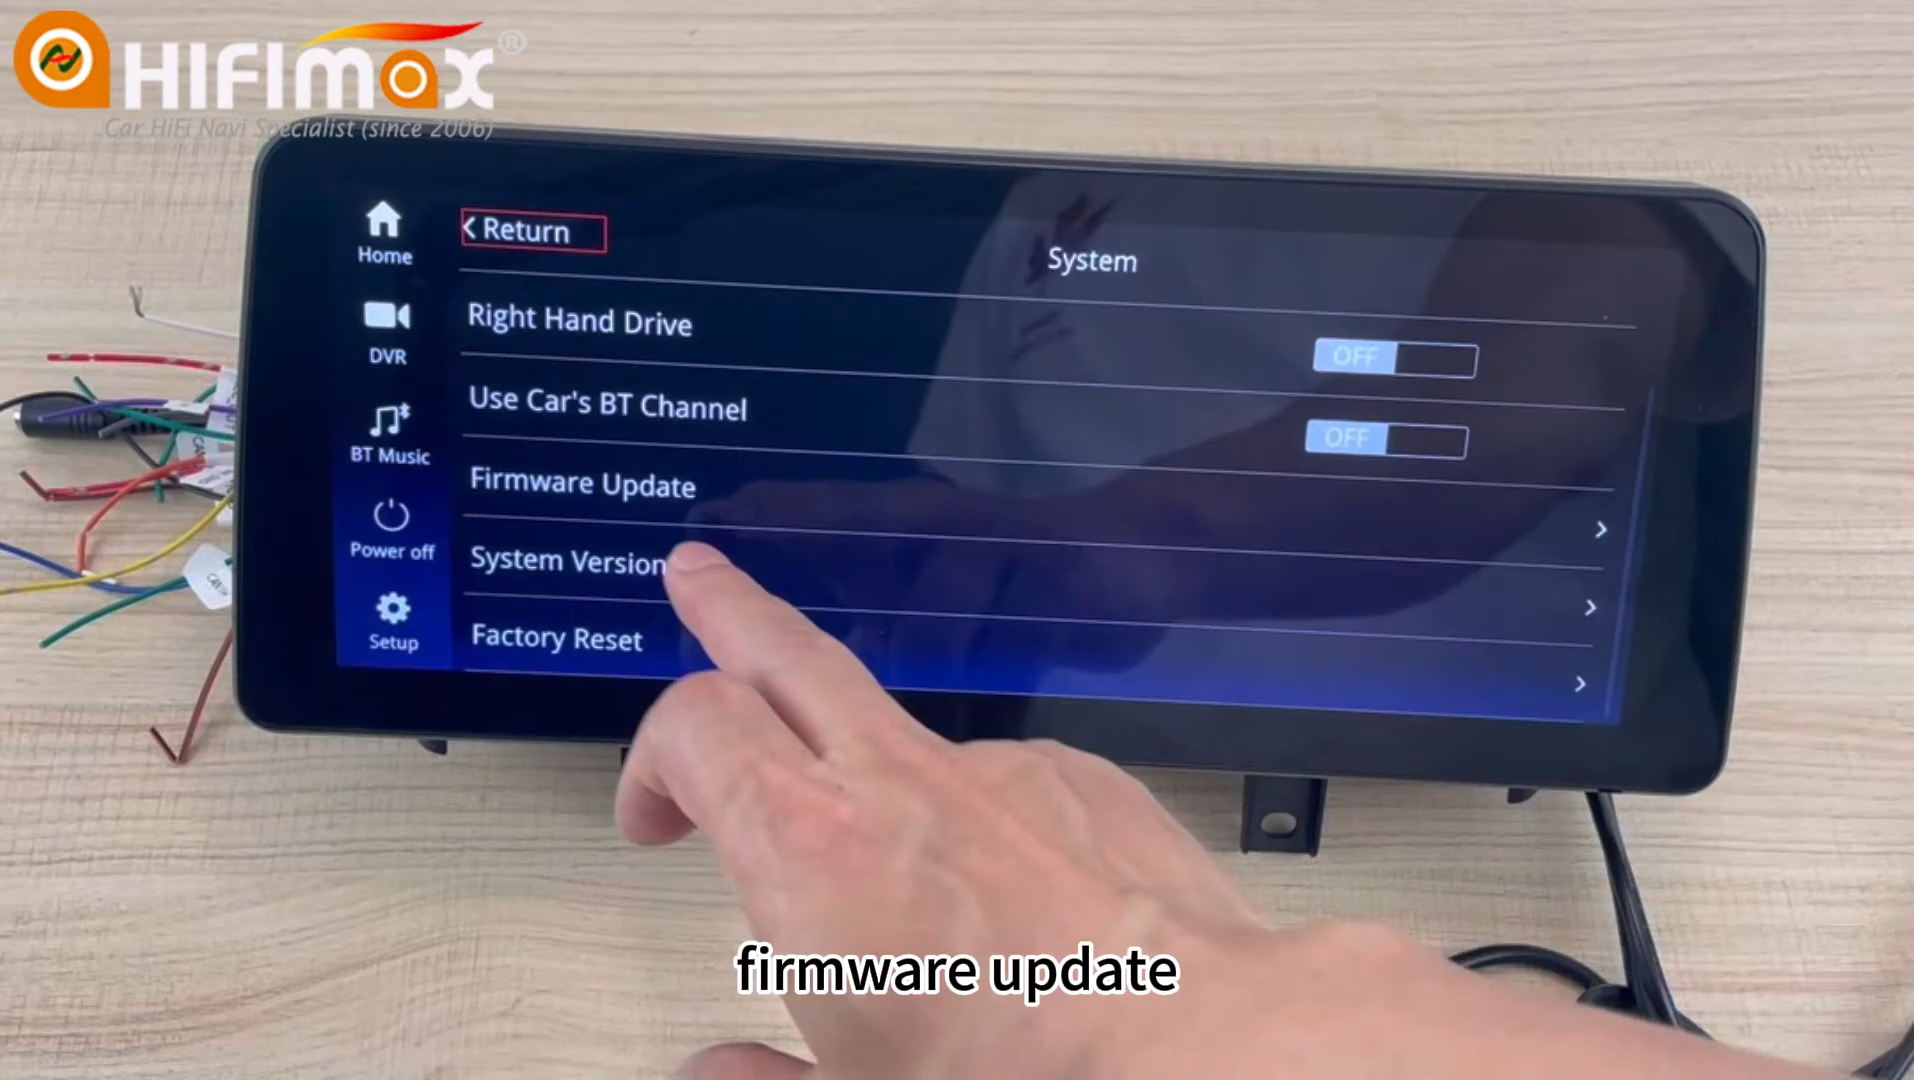 HIFIMAX®
Car HiFi Navi Specialist (since 2006)
Home
DVR
BT Music
Power off
Setup
Return
System
Right Hand Drive
OFF
Use Car's BT Channel
OFF
Firmware Update
System Version
Factory Reset
firmware update